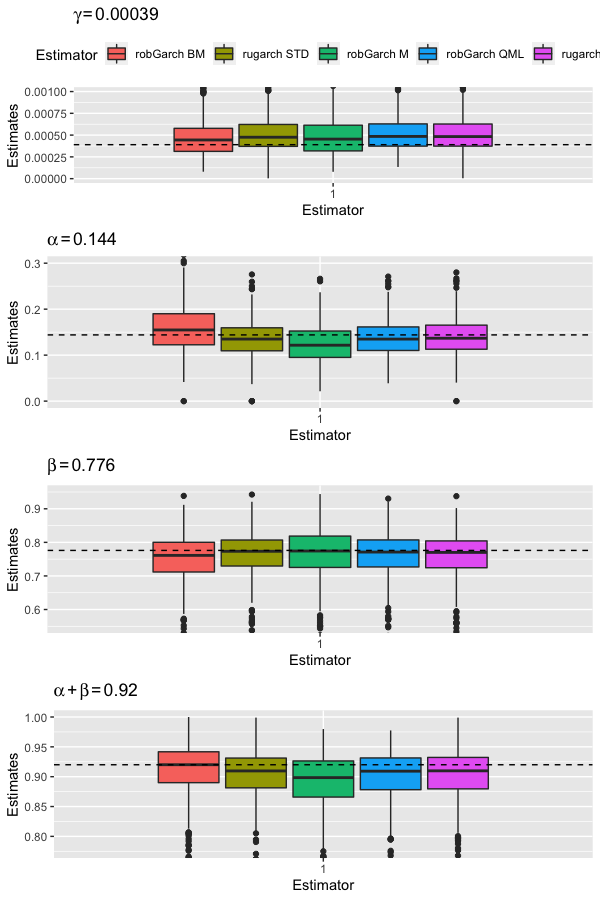 γ=0.00039
Estimator robGarch BM rugarch STD robGarch M robGarch QML rugarch
0.00100
0.00075
0.00050
0.00025
0.00000
Estimates
1
Estimator
α=0.144
0.3
0.2
0.1
0.0
Estimates
1
Estimator
β=0.776
0.9
0.8
0.7
0.6
Estimates
1
Estimator
α+β=0.92
1.00
0.95
0.90
0.85
0.80
Estimates
1
Estimator